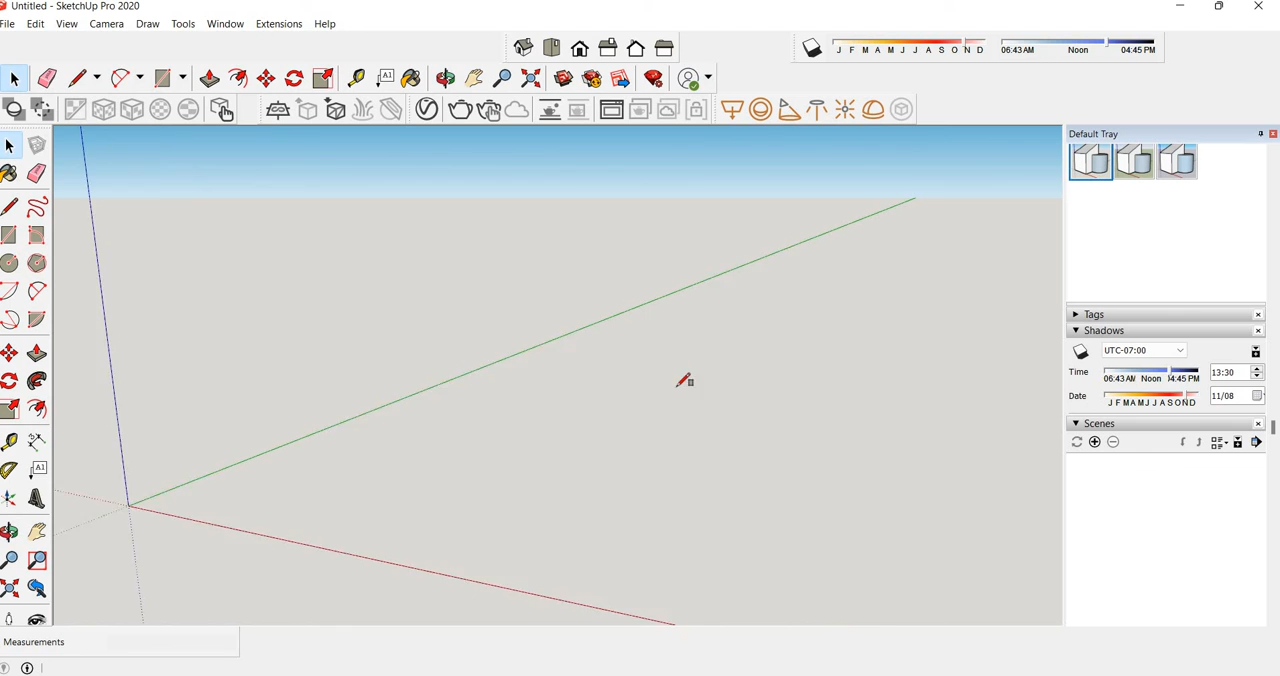 Untitled - SketchUp Pro 2020
File Edit View Camera Draw Tools Window Extensions Help
J F M A M J J A S O N D 06:43 AM Noon 04:45 PM
A1
Default Tray
Tags
Shadows
UTC-07:00
Time 06:43 AM Noon 04:45 PM 13:30
Date J F M A M J J A S O N D 11/08
Scenes
A1
Measurements